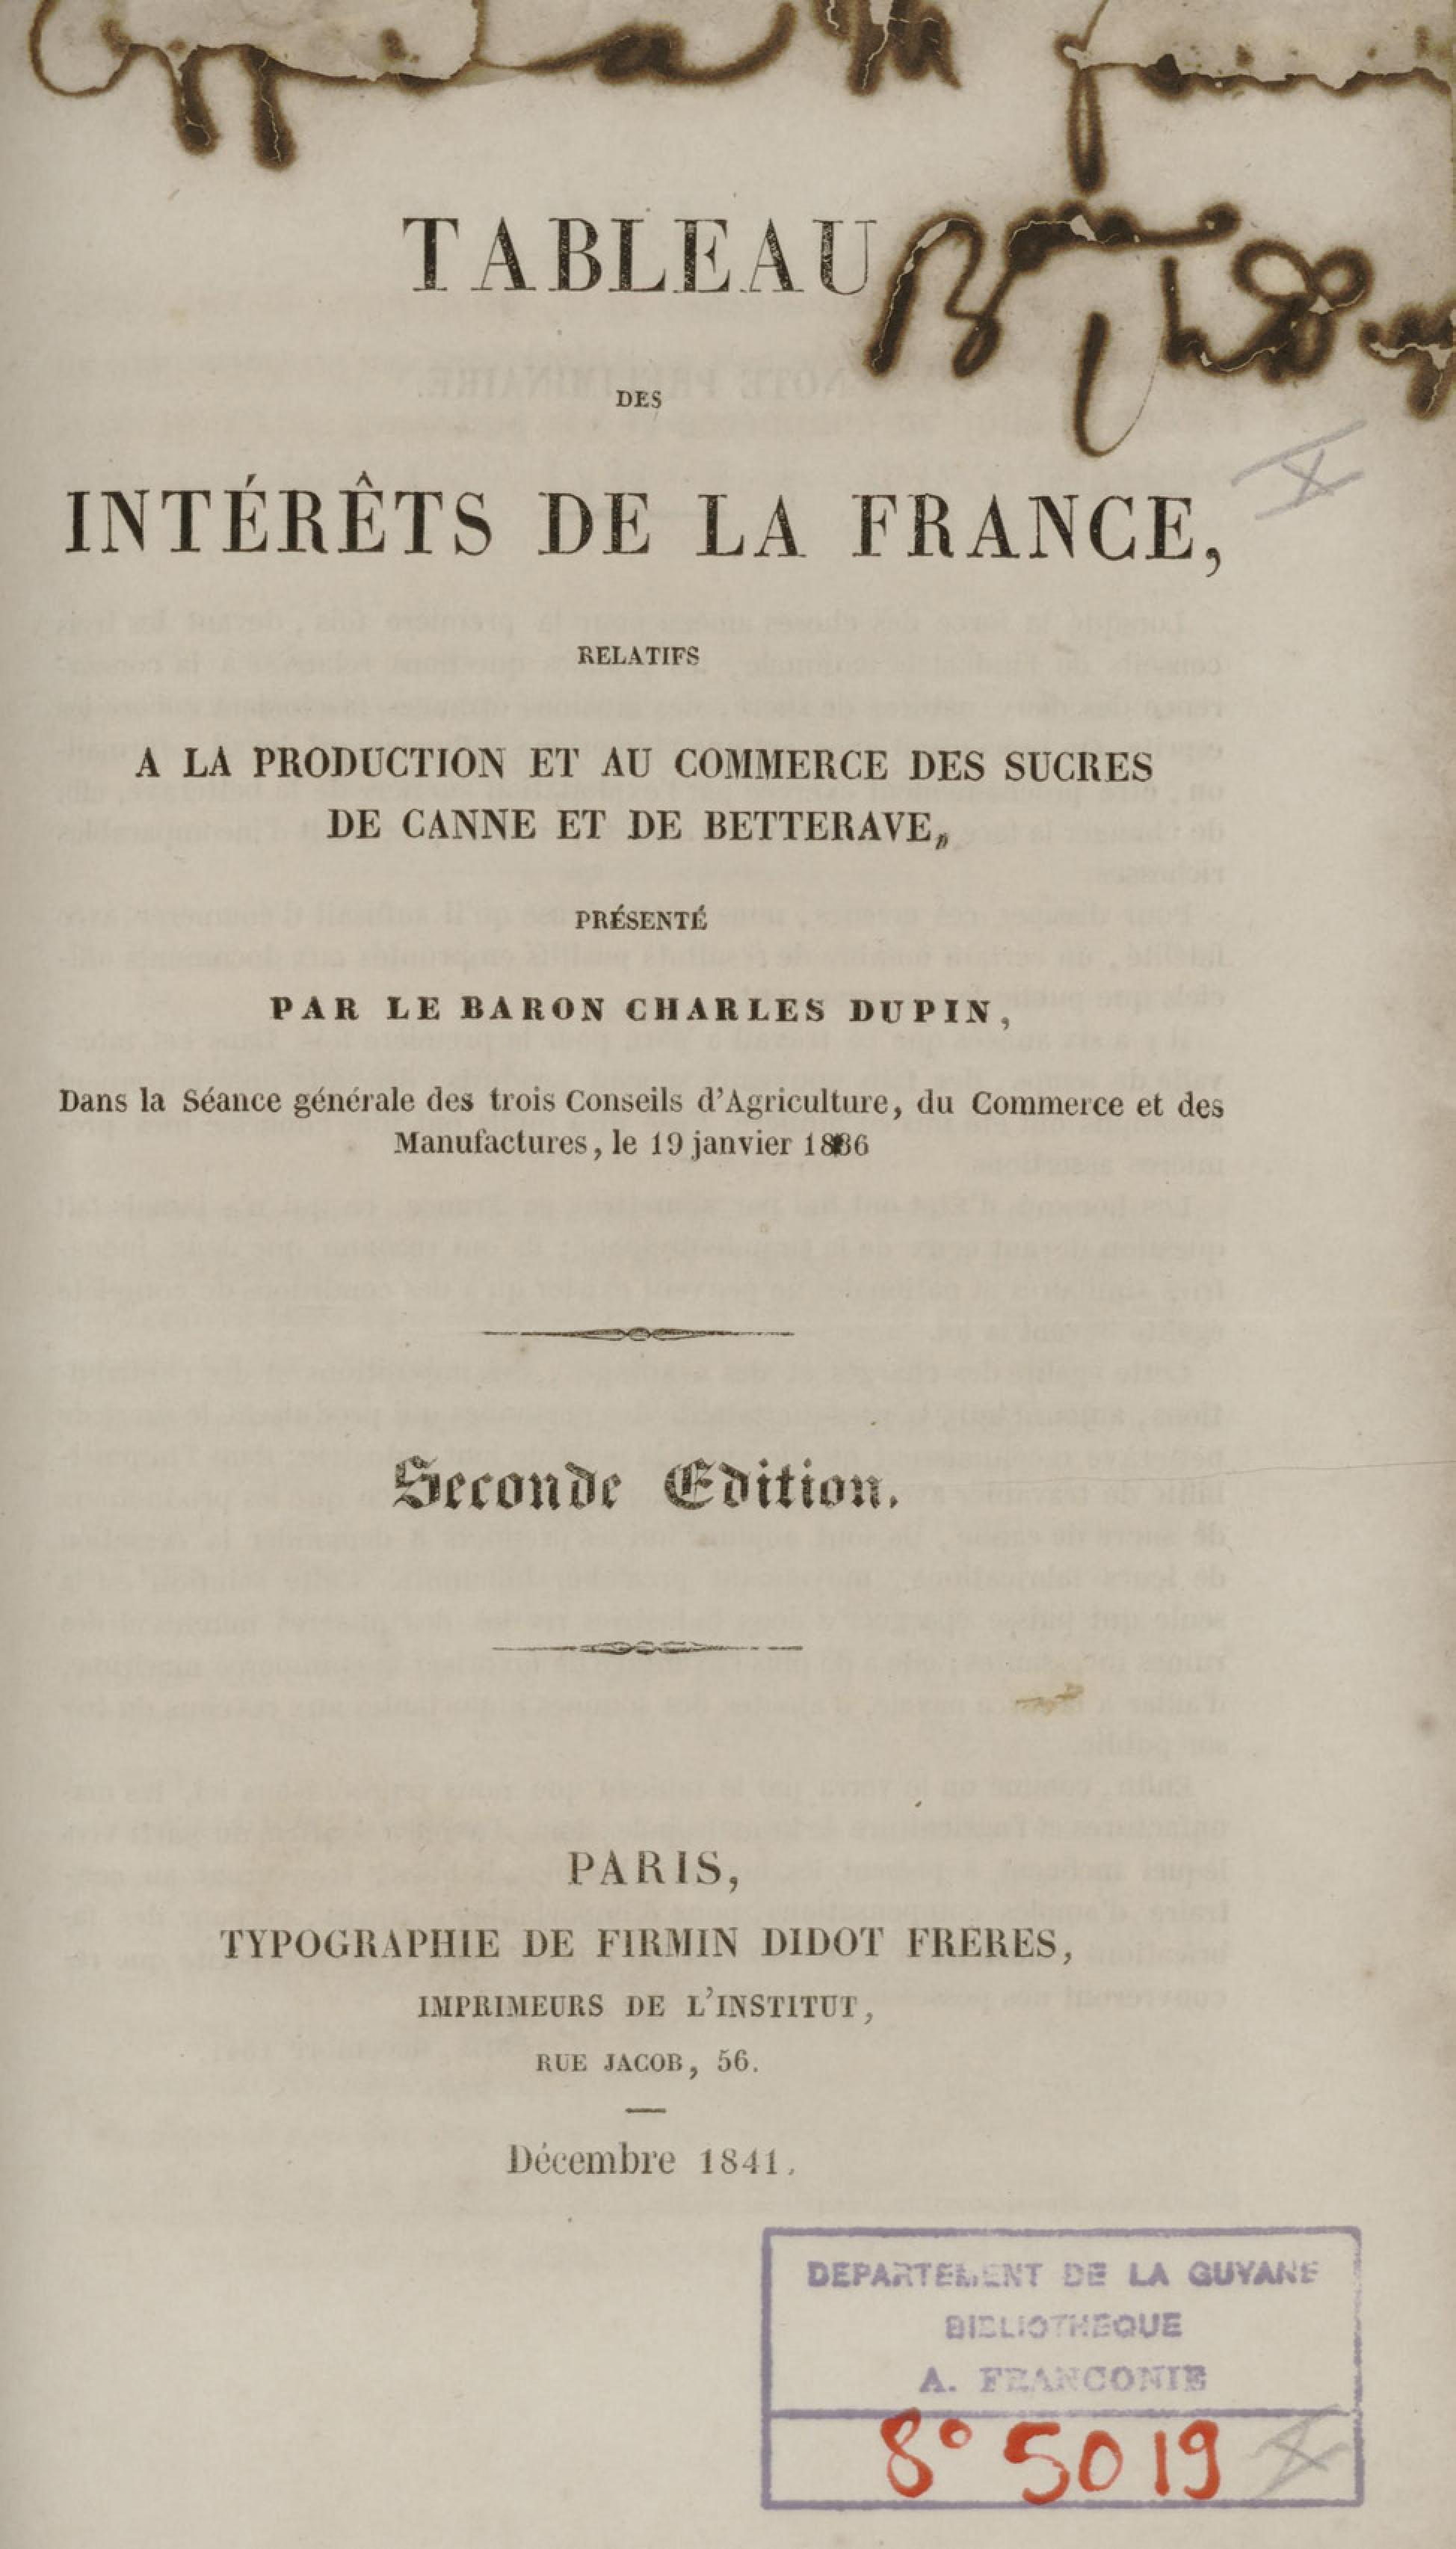 TABLEAU
DES
INTÉRÊTS DE LA FRANCE,
RELATIFS
A LA PRODUCTION ET AU COMMERCE DES SUCRES
DE CANNE ET DE BETTERAVE,
PRÉSENTÉ
PAR LE BARON CHARLES DUPIN,
Dans la Séance générale des trois Conseils d'Agriculture, du Commerce et des
Manufactures, le 19 janvier 1836
Seconde Edition.
PARIS,
TYPOGRAPHIE DE FIRMIN DIDOT FRERES,
IMPRIMEURS DE L'INSTITUT,
RUE JACOB, 56.
Décembre 1841.
DEPARTEMENT DE LA GUYANE
BIBLIOTHEQUE
A. FRANCONIE
8° 5019